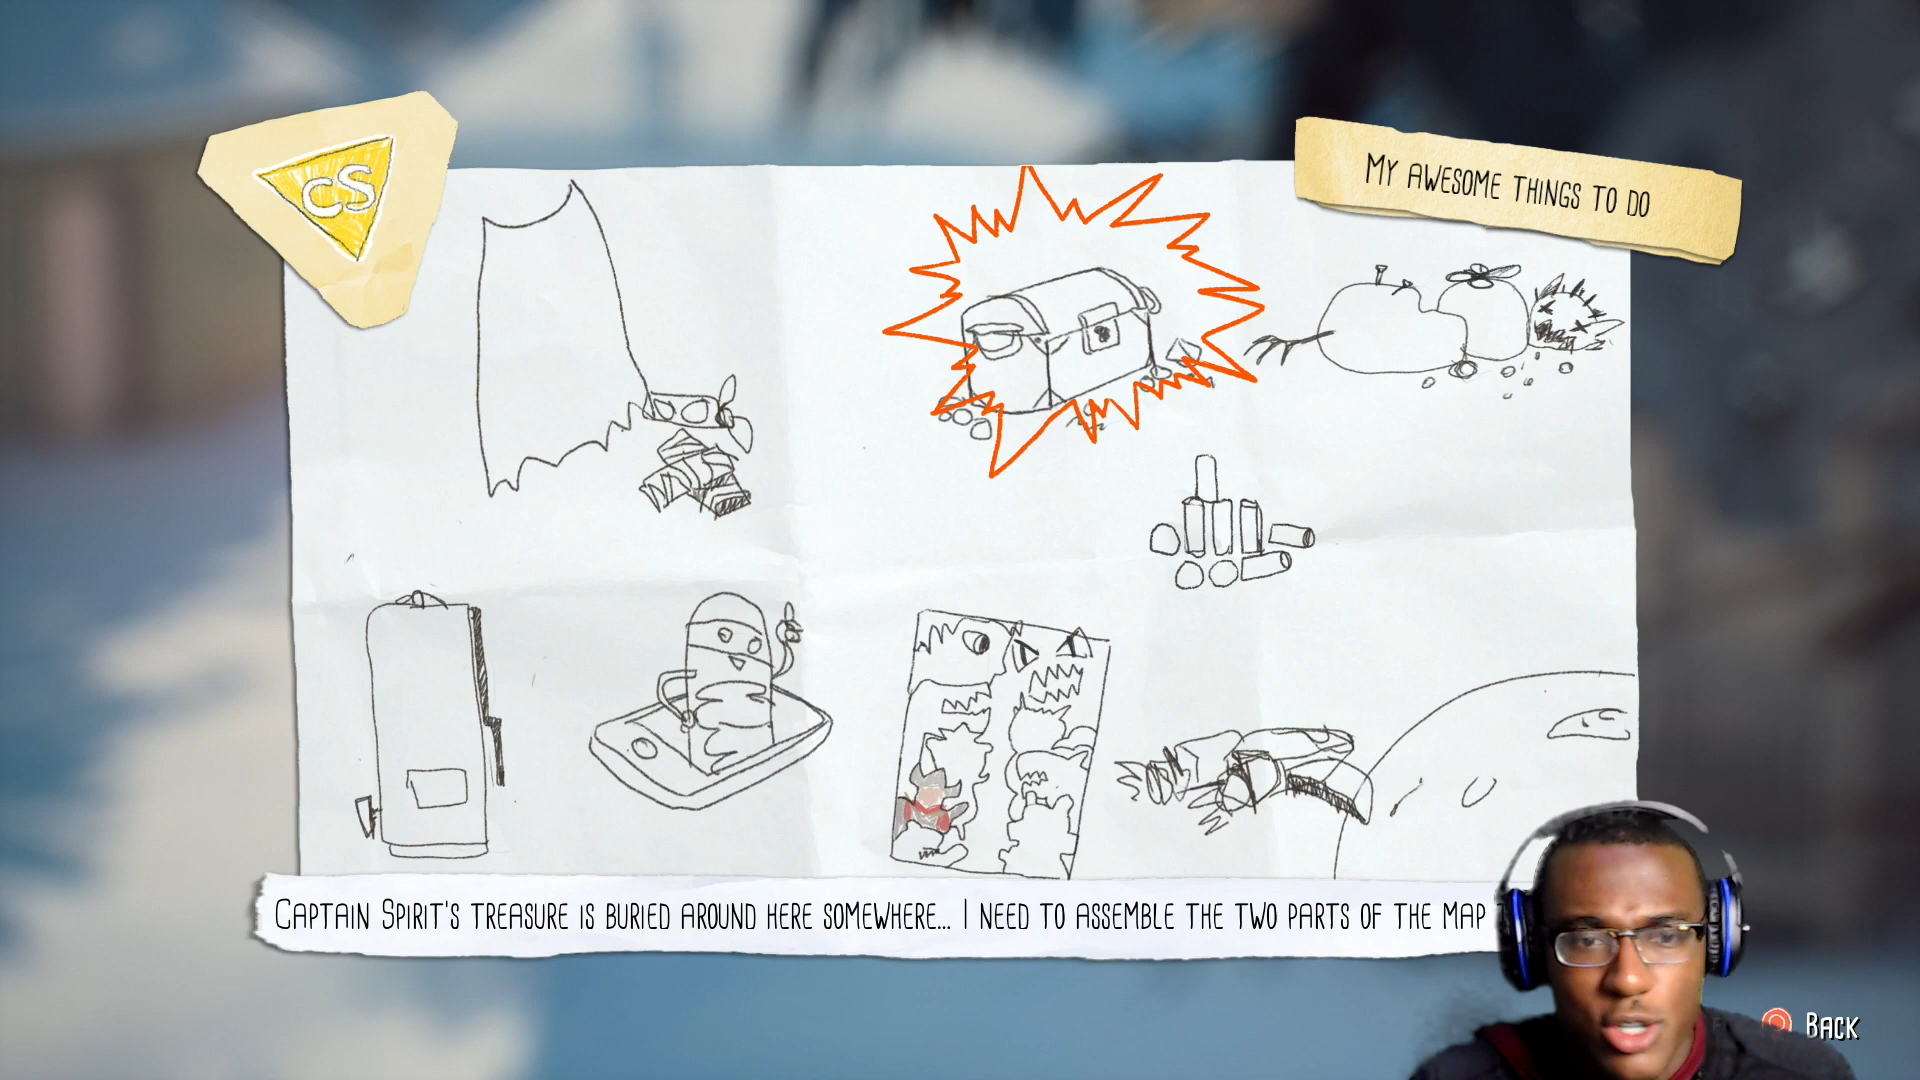 CS
My awesome things to do
Captain Spirit's treasure is buried around here somewhere... I need to assemble the two parts of the map
Back